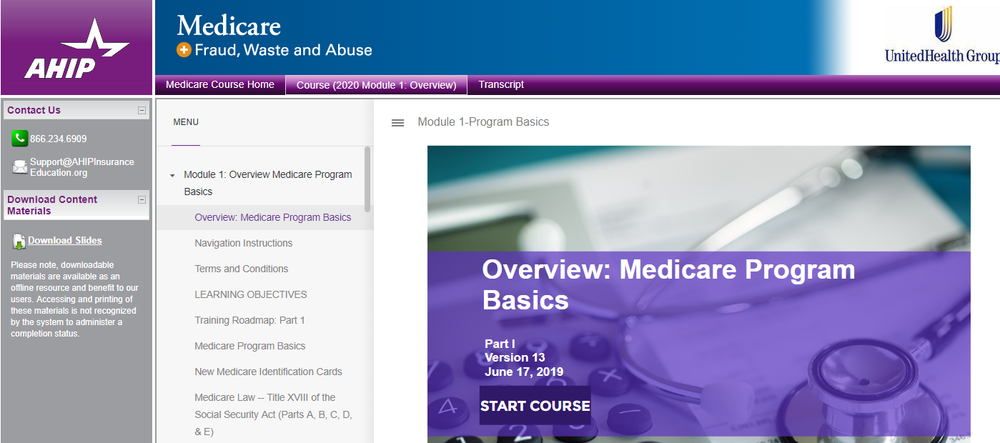 AHIP
Medicare
Fraud, Waste and Abuse
UnitedHealth Group
Medicare Course Home
Course (2020 Module 1: Overview)
Transcript
Contact Us
866.234.6909
Support@AHIPInsurance
Education.org
Download Content
Materials
Download Slides
Please note, downloadable
materials are available as an
offline resource and benefit to our
users. Accessing and printing of
these materials is not recognized
by the system to administer a
completion status.
MENU
Module 1: Overview Medicare Program
Basics
Overview: Medicare Program Basics
Navigation Instructions
Terms and Conditions
LEARNING OBJECTIVES
Training Roadmap: Part 1
Medicare Program Basics
New Medicare Identification Cards
Medicare Law -- Title XVIII of the
Social Security Act (Parts A, B, C, D,
& E)
Module 1-Program Basics
Overview: Medicare Program
Basics
Part I
Version 13
June 17, 2019
START COURSE
4
2